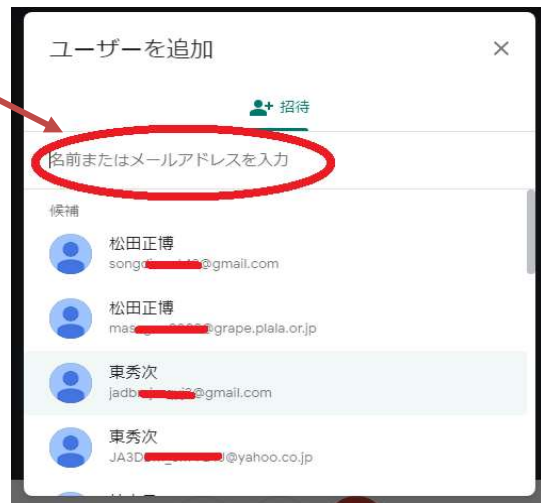 ユーザーを追加
招待
名前またはメールアドレスを入力
候補
松田正博
@gmail.com
松田正博
@grape.plala.or.jp
東秀次
@gmail.com
東秀次
@yahoo.co.jp